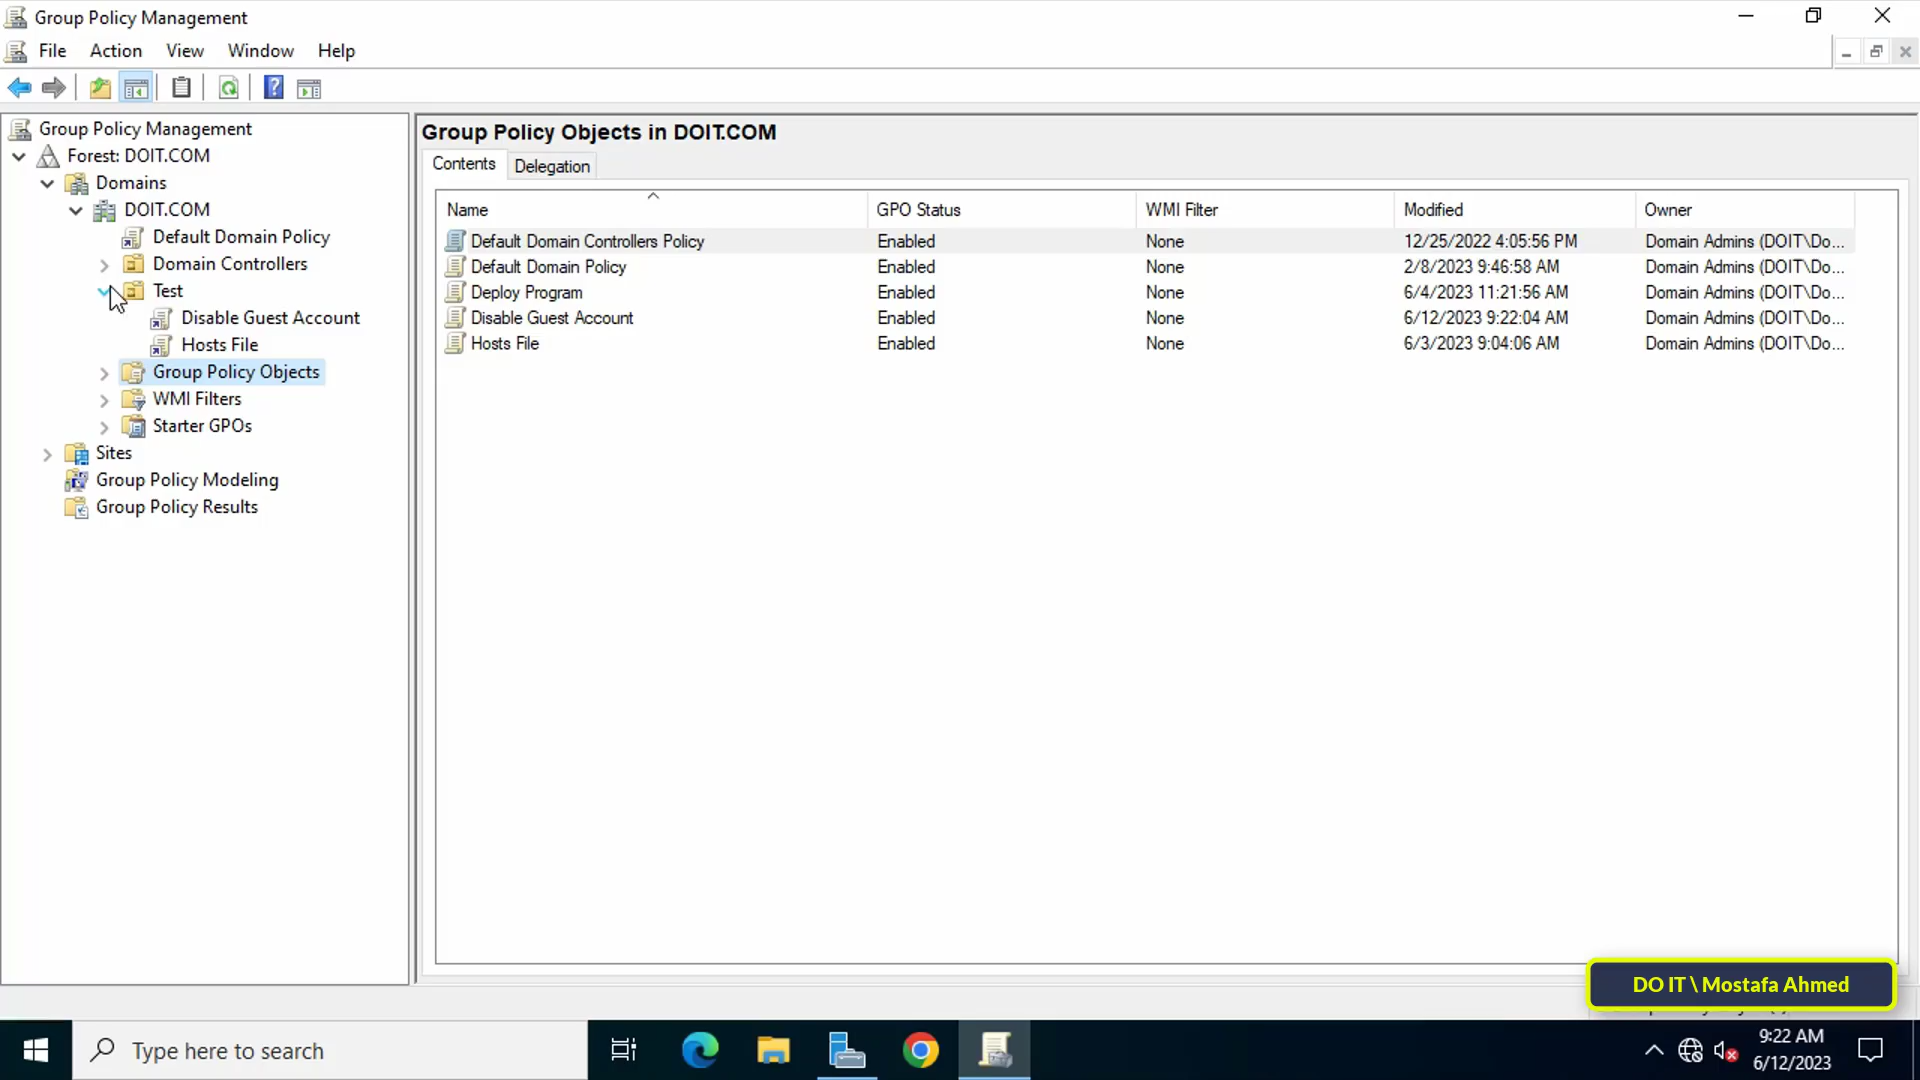 Group Policy Management
File Action View Window Help
Group Policy Management
Forest: DOIT.COM
Domains
DOIT.COM
Default Domain Policy
Domain Controllers
Test
Disable Guest Account
Hosts File
Group Policy Objects
WMI Filters
Starter GPOs
Sites
Group Policy Modeling
Group Policy Results
Group Policy Objects in DOIT.COM
Contents Delegation
Name GPO Status WMI Filter Modified Owner
Default Domain Controllers Policy Enabled None 12/25/2022 4:05:56 PM Domain Admins (DOIT\Do...
Default Domain Policy Enabled None 2/8/2023 9:46:58 AM Domain Admins (DOIT\Do...
Deploy Program Enabled None 6/4/2023 11:21:56 AM Domain Admins (DOIT\Do...
Disable Guest Account Enabled None 6/12/2023 9:22:04 AM Domain Admins (DOIT\Do...
Hosts File Enabled None 6/3/2023 9:04:06 AM Domain Admins (DOIT\Do...
DO IT \ Mostafa Ahmed
Type here to search
9:22 AM
6/12/2023